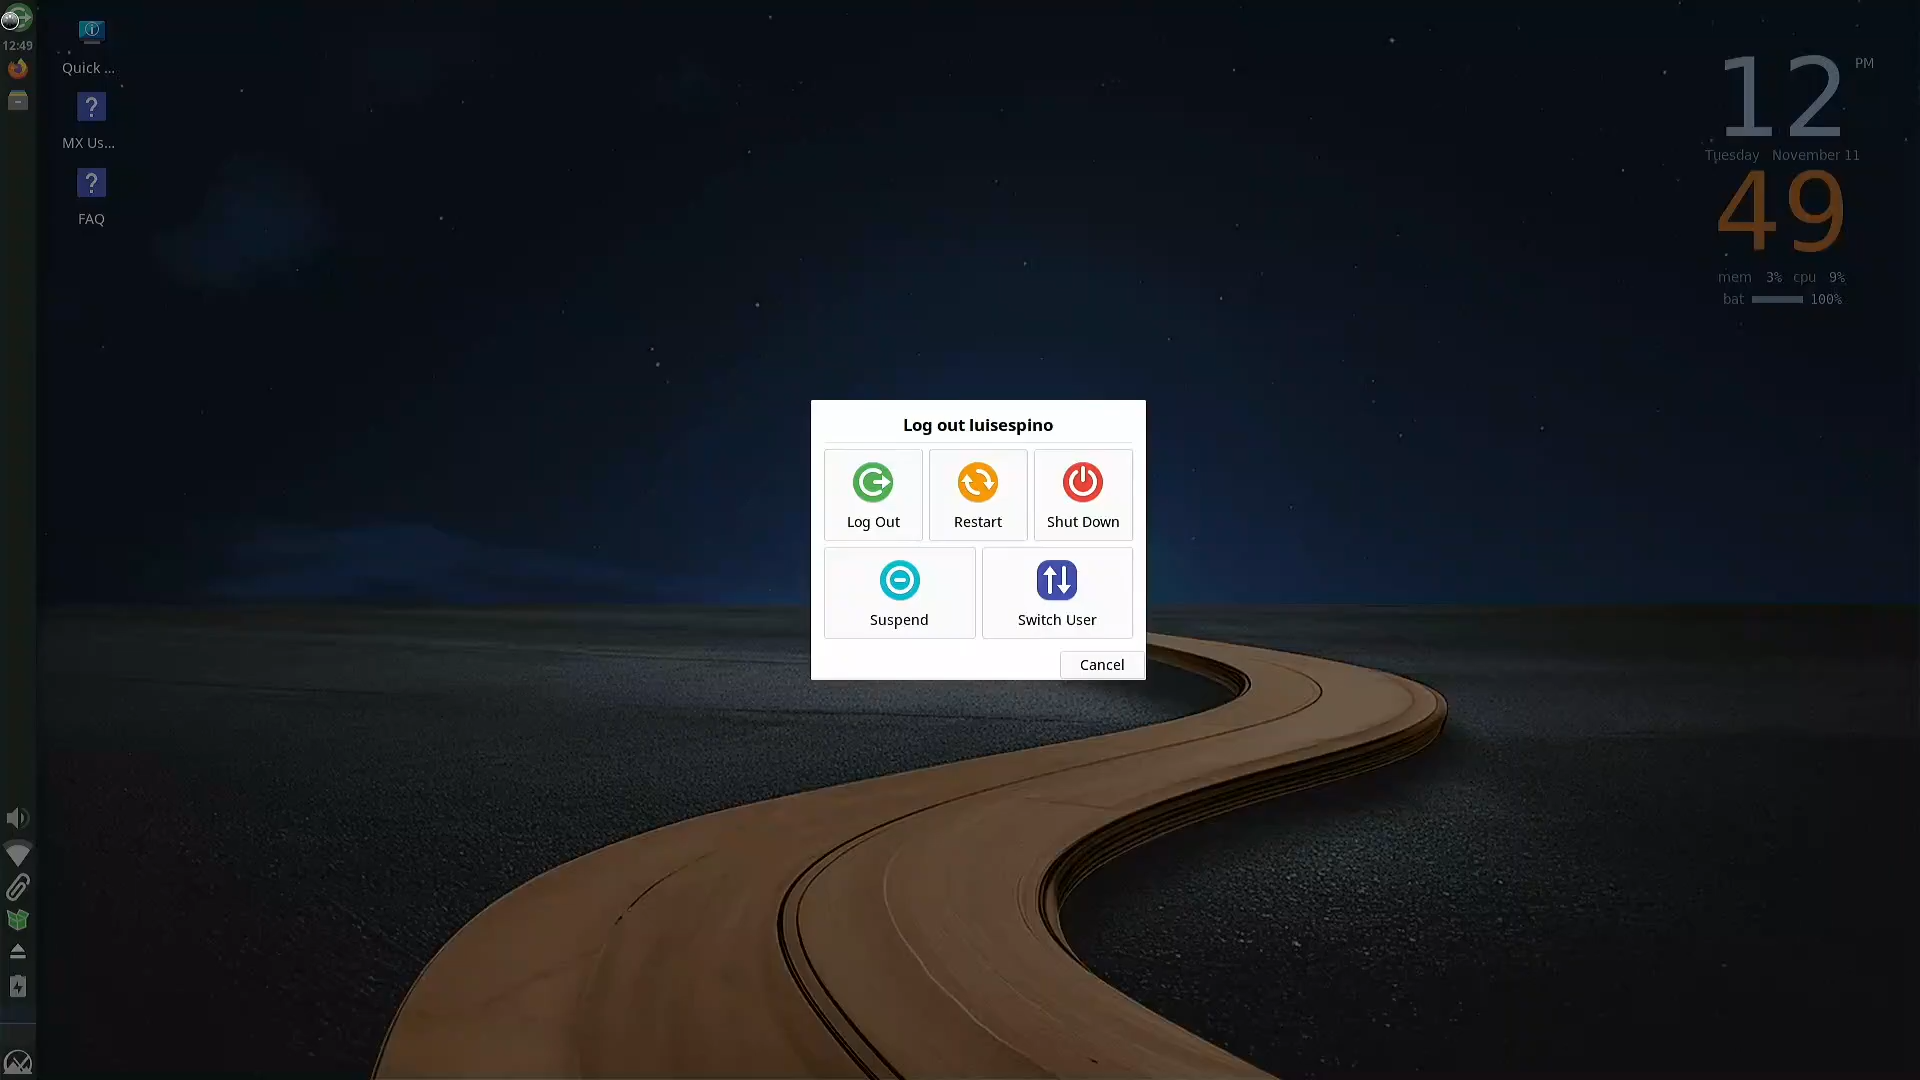 12:49
Quick ...
MX Us...
FAQ
12 PM
Tuesday November 11
49
mem 3% cpu 9%
bat 100%
Log out luisespino
Log Out Restart Shut Down
Suspend Switch User
Cancel